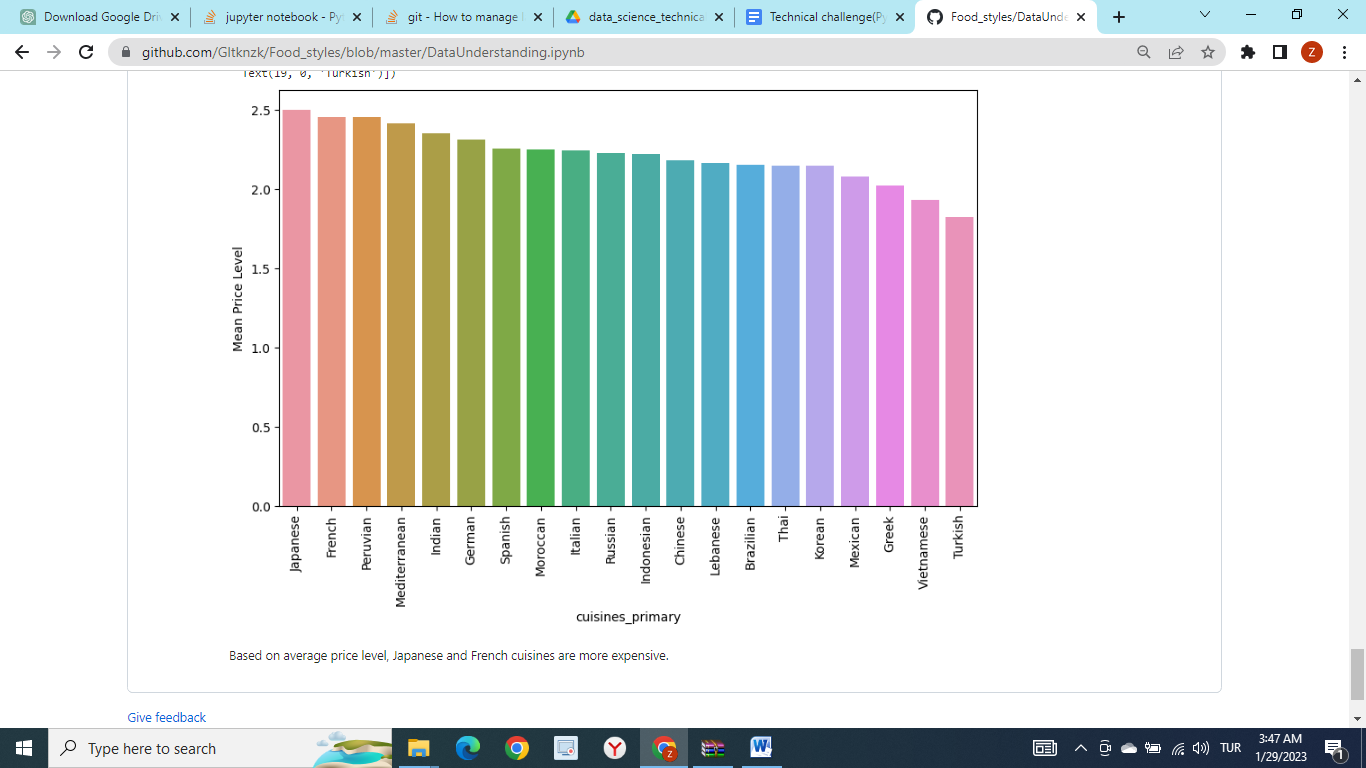 Download Google Dri
jupyter notebook - Pyt
git - How to manage l
data_science_technica
Technical challenge(Py
Food_styles/DataUnde
github.com/Gltknzk/Food_styles/blob/master/DataUnderstanding.ipynb
Z
Text(19, 0, 'Turkish')])
2.5
2.0
1.5
1.0
0.5
0.0
Mean Price Level
Japanese
French
Peruvian
Mediterranean
Indian
German
Spanish
Moroccan
Italian
Russian
Indonesian
Chinese
Lebanese
Brazilian
Thai
Korean
Mexican
Greek
Vietnamese
Turkish
cuisines_primary
Based on average price level, Japanese and French cuisines are more expensive.
Give feedback
Type here to search
TUR
3:47 AM
1/29/2023
1